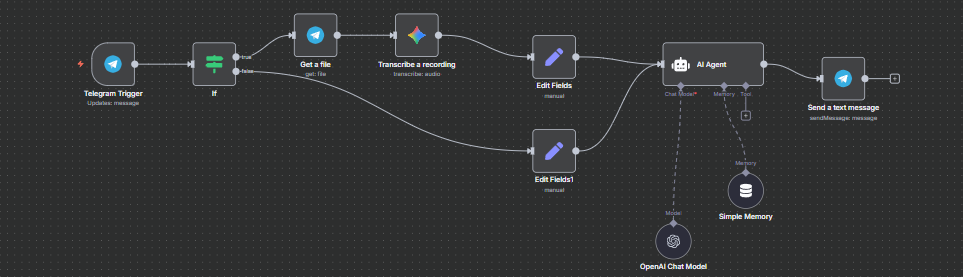 Telegram Trigger
Updates: message
If
true
false
Get a file
get: file
Transcribe a recording
transcribe: audio
Edit Fields
manual
Edit Fields1
manual
AI Agent
Chat Model*
Memory
Tool
Send a text message
sendMessage: message
Memory
Simple Memory
Model
OpenAI Chat Model